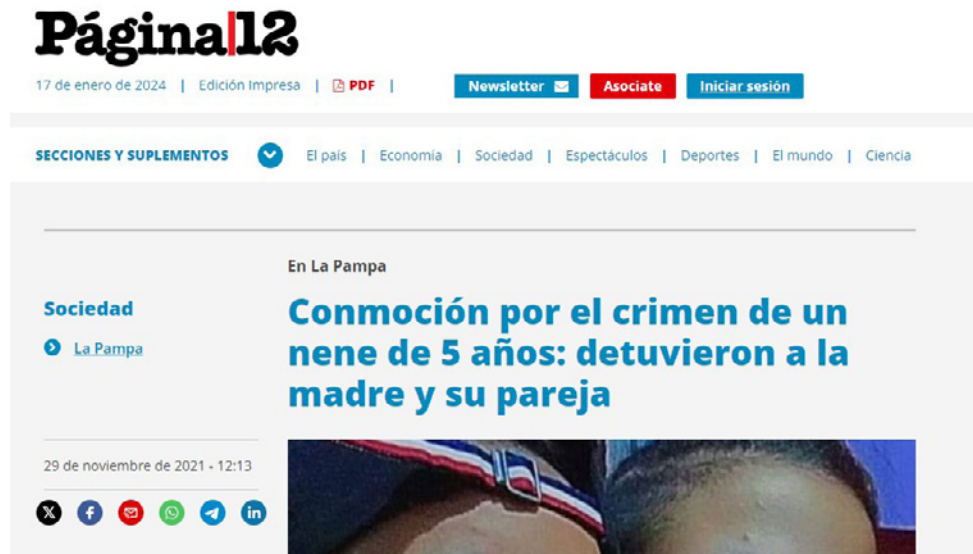 Página|12
17 de enero de 2024 | Edición Impresa | PDF |
Newsletter
Asociate
Iniciar sesión
SECCIONES Y SUPLEMENTOS
El país | Economía | Sociedad | Espectáculos | Deportes | El mundo | Ciencia
En La Pampa
Sociedad
La Pampa
Conmoción por el crimen de un
nene de 5 años: detuvieron a la
madre y su pareja
29 de noviembre de 2021 - 12:13